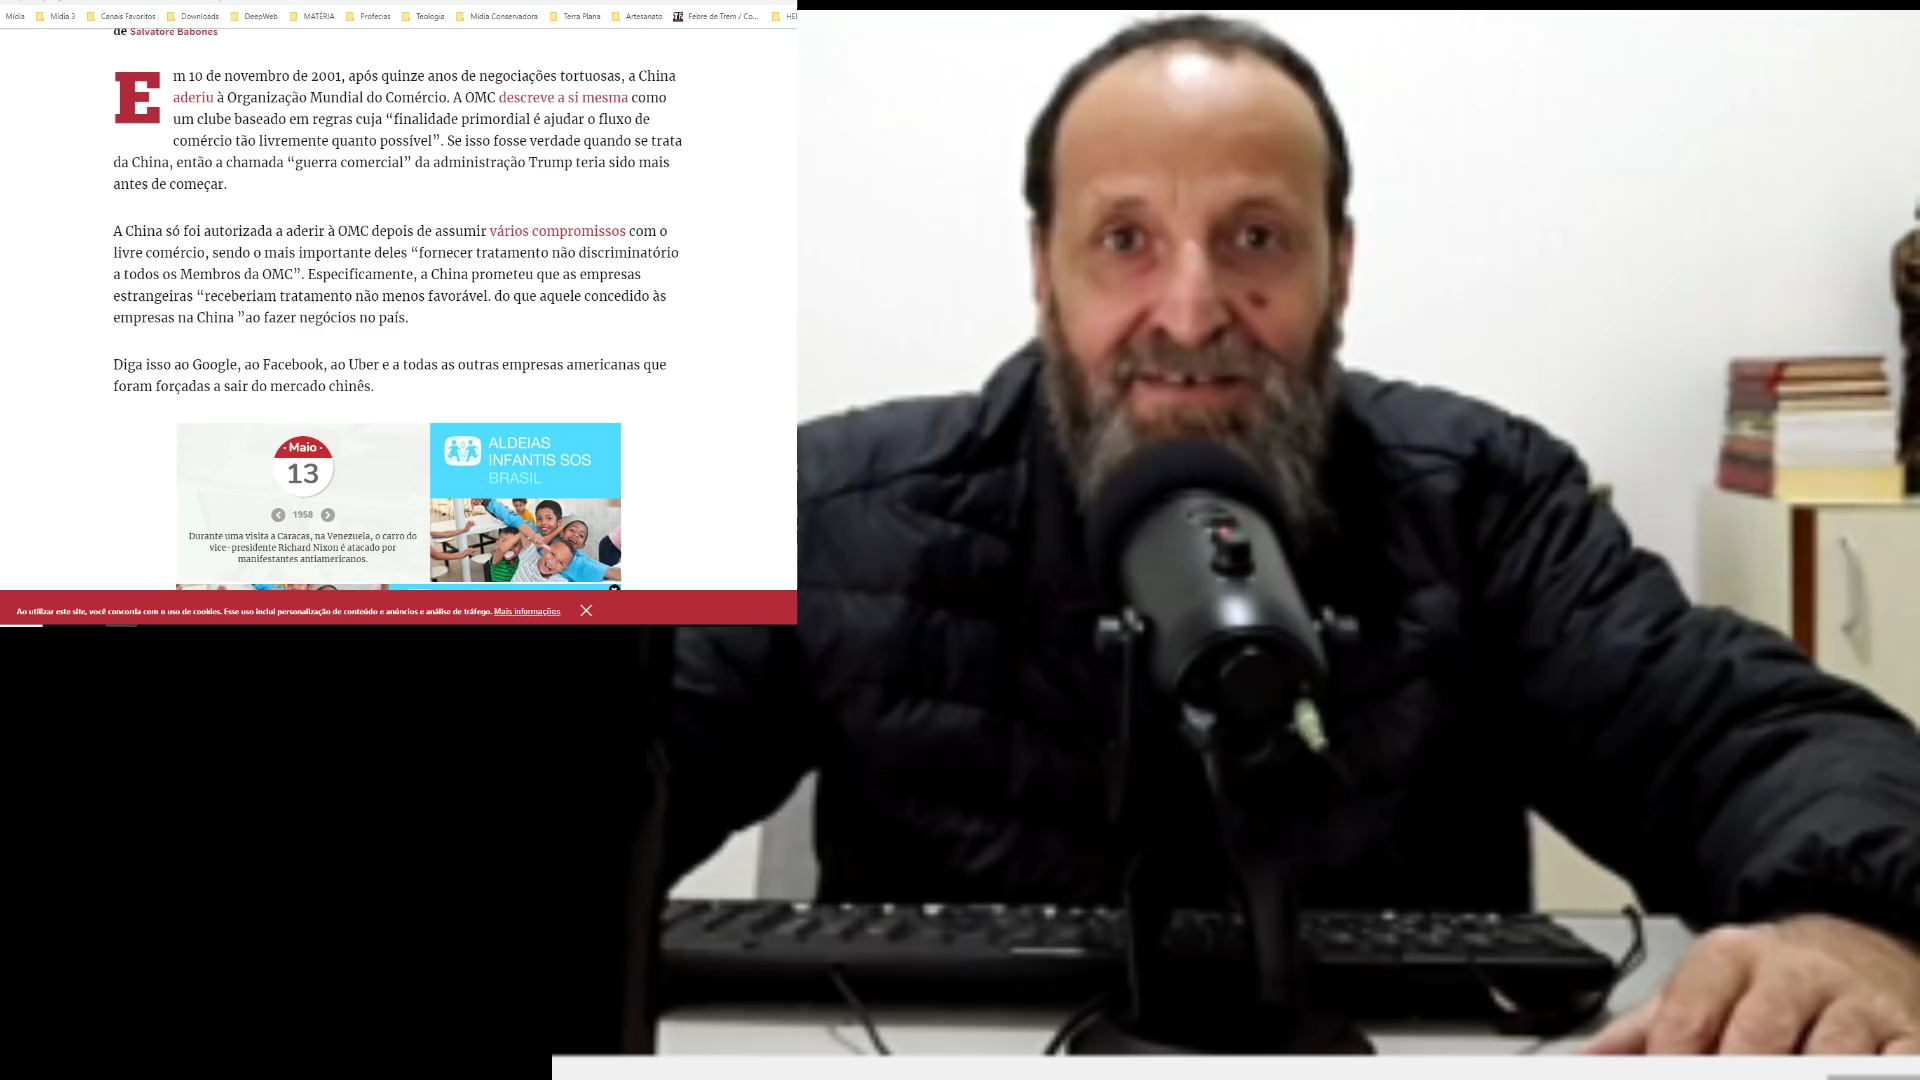 Mídia Mídia 3 Canais Favoritos Downloads DeepWeb MATÉRIA Profecias Teologia Mídia Conservadora Terra Plana Artesanato Febre de Trem / Co... HEI
de Salvatore Babones
Em 10 de novembro de 2001, após quinze anos de negociações tortuosas, a China
aderiu à Organização Mundial do Comércio. A OMC descreve a si mesma como
um clube baseado em regras cuja “finalidade primordial é ajudar o fluxo de
comércio tão livremente quanto possível”. Se isso fosse verdade quando se trata
da China, então a chamada “guerra comercial” da administração Trump teria sido mais
antes de começar.
A China só foi autorizada a aderir à OMC depois de assumir vários compromissos com o
livre comércio, sendo o mais importante deles “fornecer tratamento não discriminatório
a todos os Membros da OMC”. Especificamente, a China prometeu que as empresas
estrangeiras “receberiam tratamento não menos favorável. do que aquele concedido às
empresas na China ”ao fazer negócios no país.
Diga isso ao Google, ao Facebook, ao Uber e a todas as outras empresas americanas que
foram forçadas a sair do mercado chinês.
· Maio ·
13
1958
Durante uma visita a Caracas, na Venezuela, o carro do
vice-presidente Richard Nixon é atacado por
manifestantes antiamericanos.
ALDEIAS
INFANTIS SOS
BRASIL
Ao utilizar este site, você concorda com o uso de cookies. Esse uso inclui personalização de conteúdo e anúncios e análise de tráfego. Mais informações